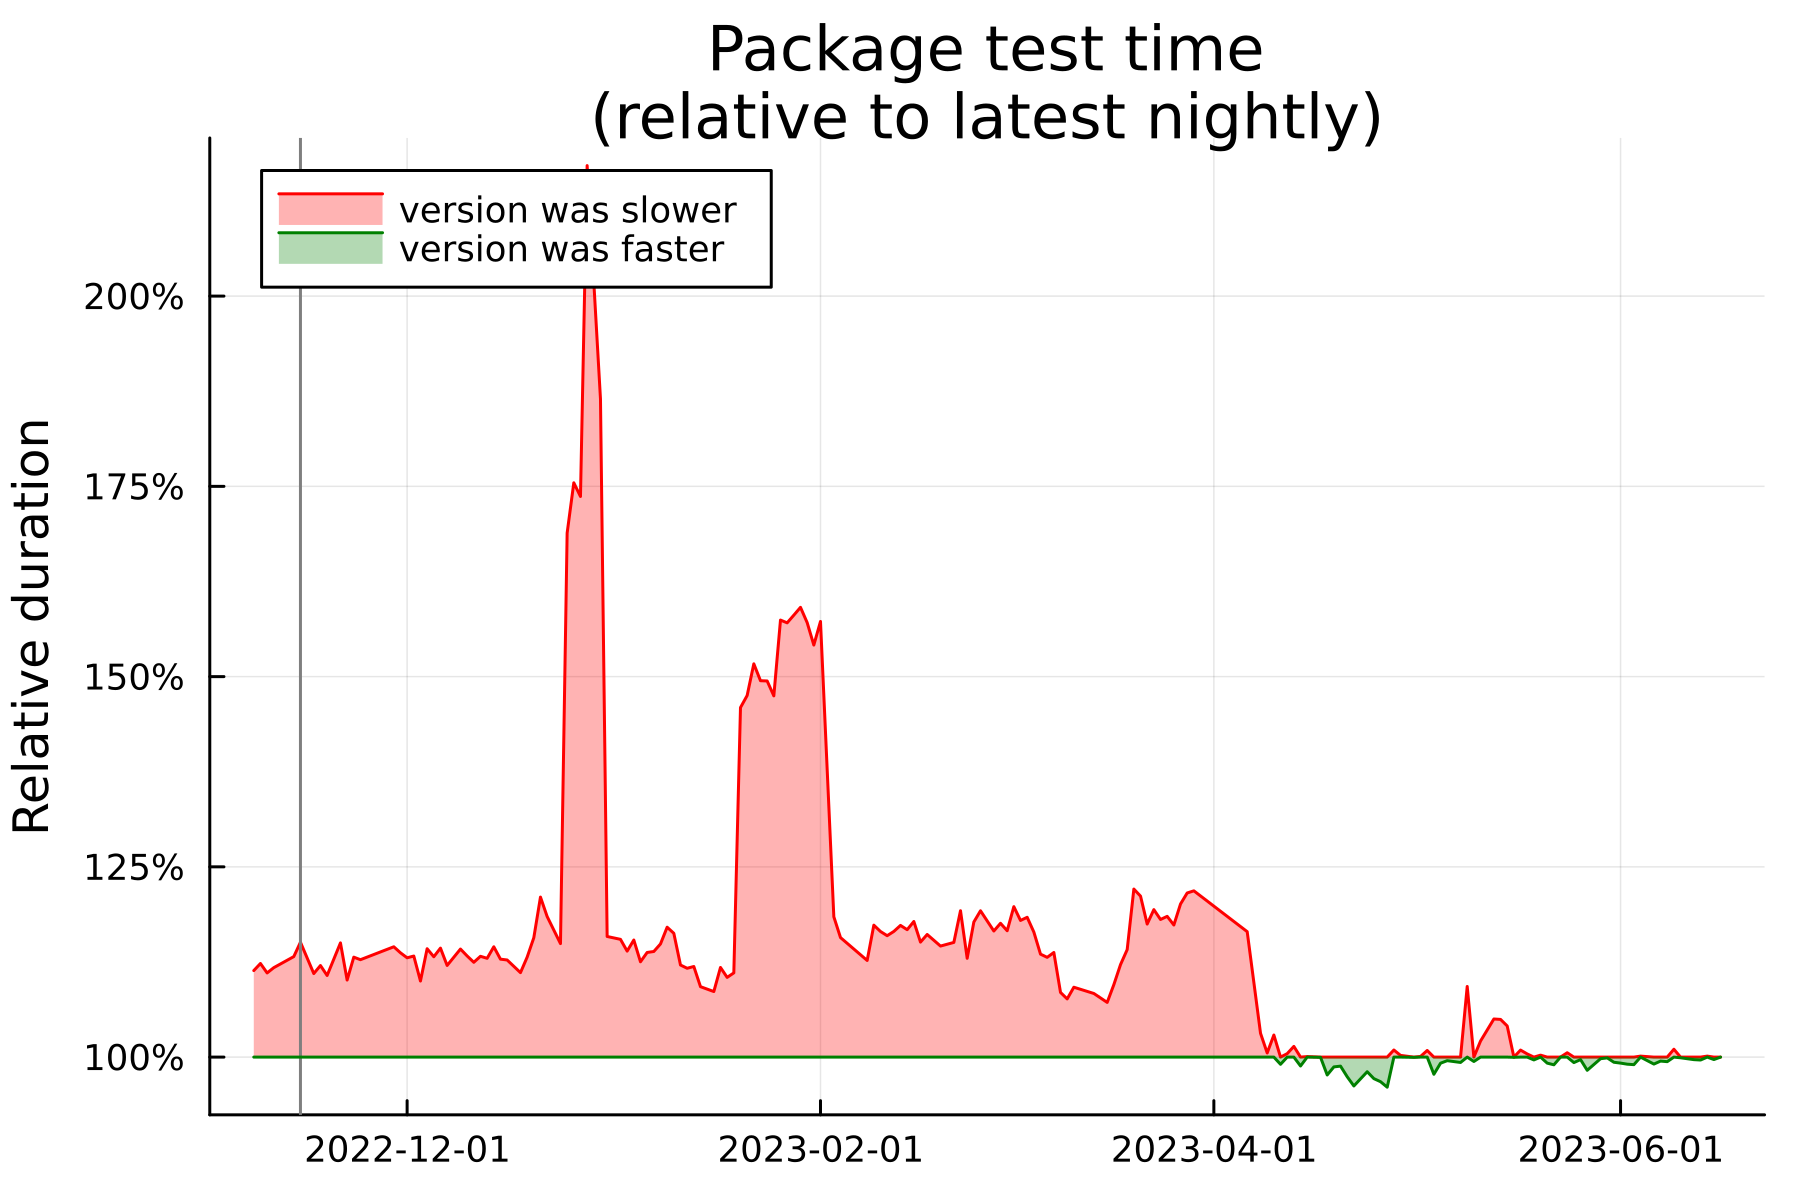 Package test time
(relative to latest nightly)
version was slower
version was faster
Relative duration
200%
175%
150%
125%
100%
2022-12-01
2023-02-01
2023-04-01
2023-06-01